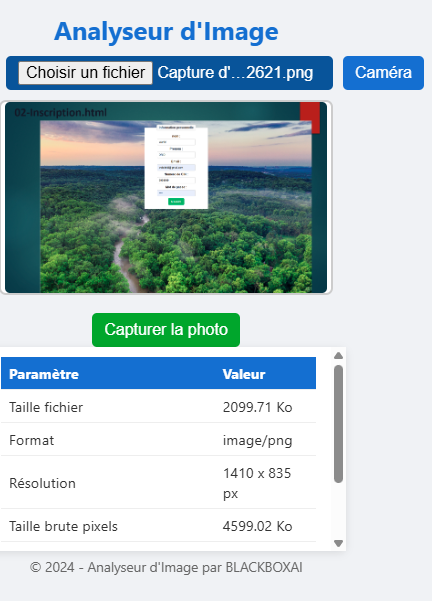 Analyseur d'Image
Choisir un fichier Capture d'...2621.png Caméra
02-Inscription.html
Capturer la photo
Paramètre Valeur
Taille fichier 2099.71 Ko
Format image/png
Résolution 1410 x 835 px
Taille brute pixels 4599.02 Ko
© 2024 - Analyseur d'Image par BLACKBOXAI